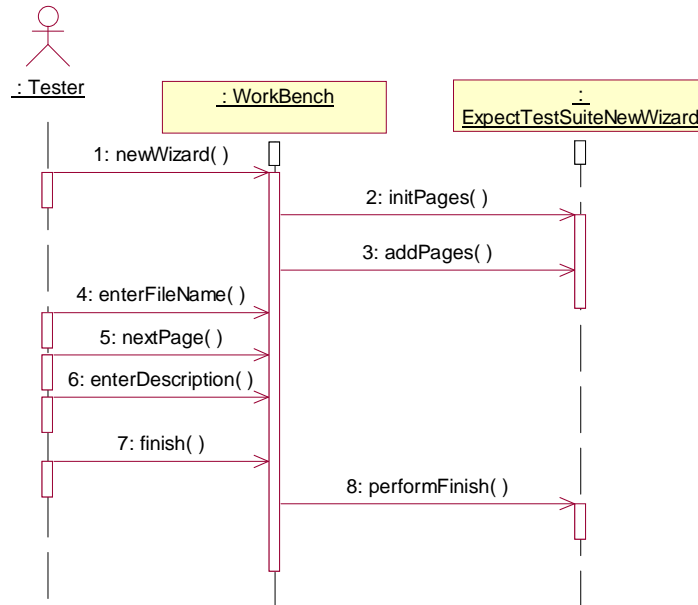 : Tester
: WorkBench
:
ExpectTestSuiteNewWizard
1: newWizard( )
2: initPages( )
3: addPages( )
4: enterFileName( )
5: nextPage( )
6: enterDescription( )
7: finish( )
8: performFinish( )